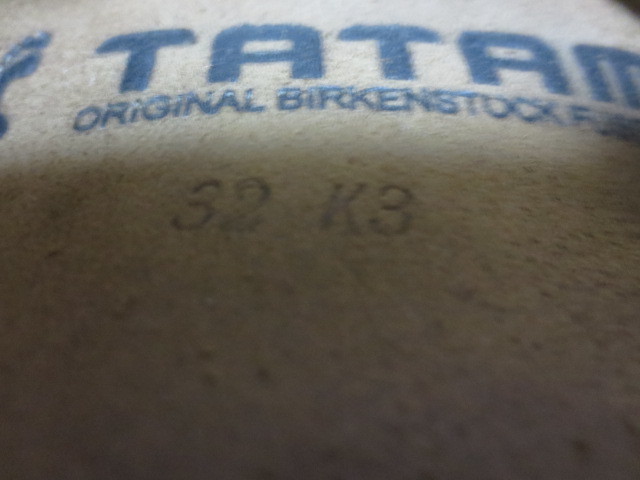 TATAM
ORIGINAL BIRKENSTOCK F
32 K3